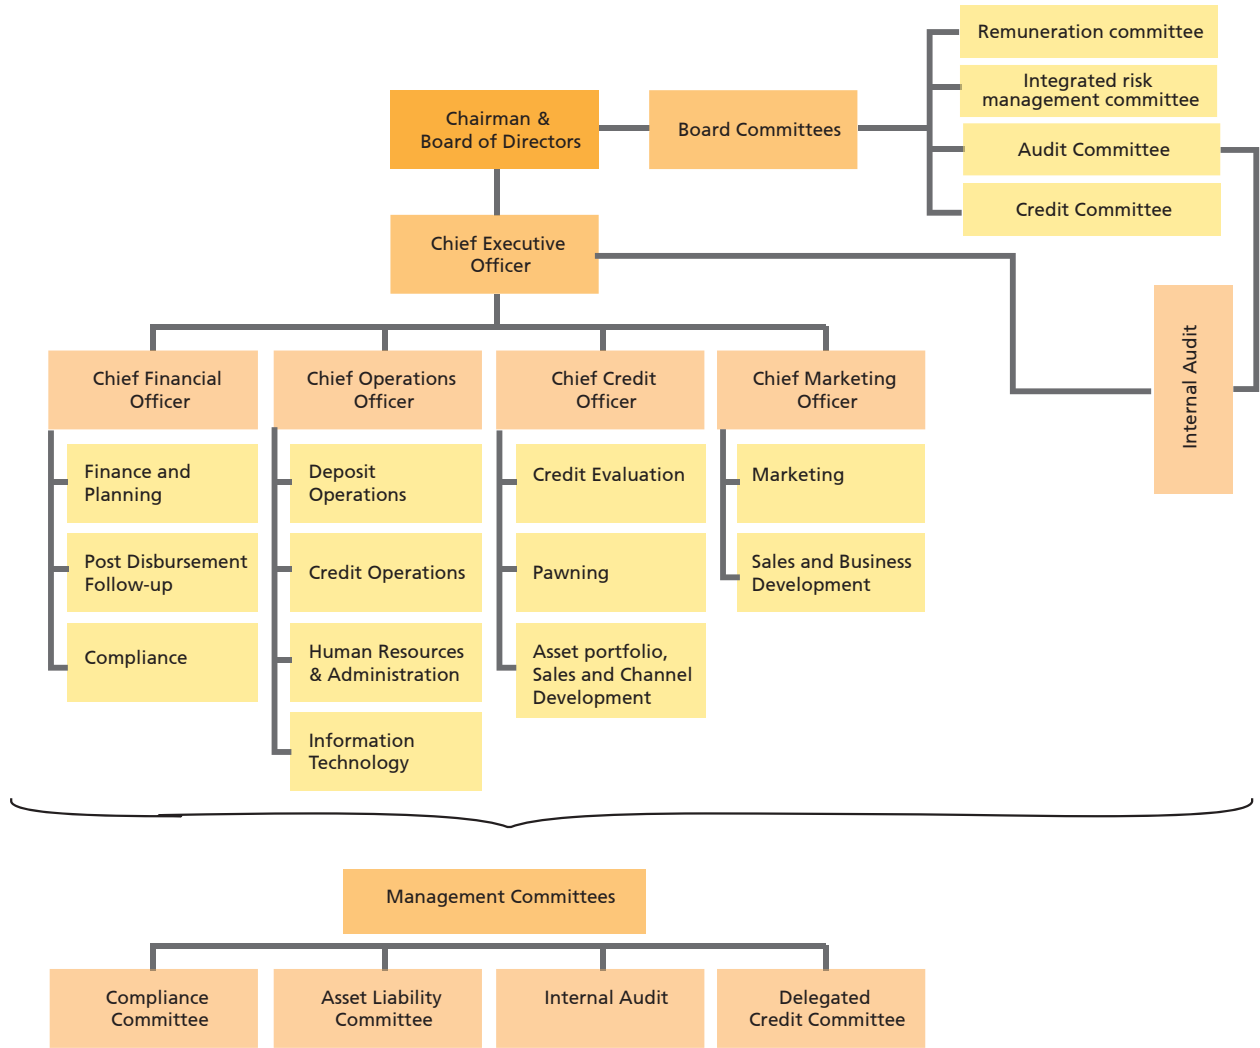 Remuneration committee
Integrated risk
management committee
Chairman &
Board of Directors
Board Committees
Audit Committee
Credit Committee
Chief Executive
Officer
Internal Audit
Chief Financial
Officer
Chief Operations
Officer
Chief Credit
Officer
Chief Marketing
Officer
Finance and
Planning
Post Disbursement
Follow-up
Compliance
Deposit
Operations
Credit Operations
Human Resources
& Administration
Information
Technology
Credit Evaluation
Pawning
Asset portfolio,
Sales and Channel
Development
Marketing
Sales and Business
Development
Management Committees
Compliance
Committee
Asset Liability
Committee
Internal Audit
Delegated
Credit Committee